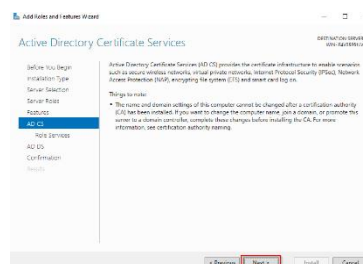 Add Roles and Features Wizard
Active Directory Certificate Services
DESTINATION SERVER
Before You Begin
Installation Type
Server Selection
Server Roles
Features
AD CS
Role Services
AD DS
Confirmation
Results
Active Directory Certificate Services (AD CS) provides the certificate infrastructure to enable scenarios
such as secure wireless networks, virtual private networks, Internet Protocol Security (IPSec), Network
Access Protection (NAP), encrypting file system (EFS) and smart card log on.
Things to note:
• The name and domain settings of this computer cannot be changed after a certification authority
(CA) has been installed. If you want to change the computer name, join a domain, or promote this
server to a domain controller, complete these changes before installing the CA. For more
information, see certification authority naming.
< Previous
Next >
Install
Cancel